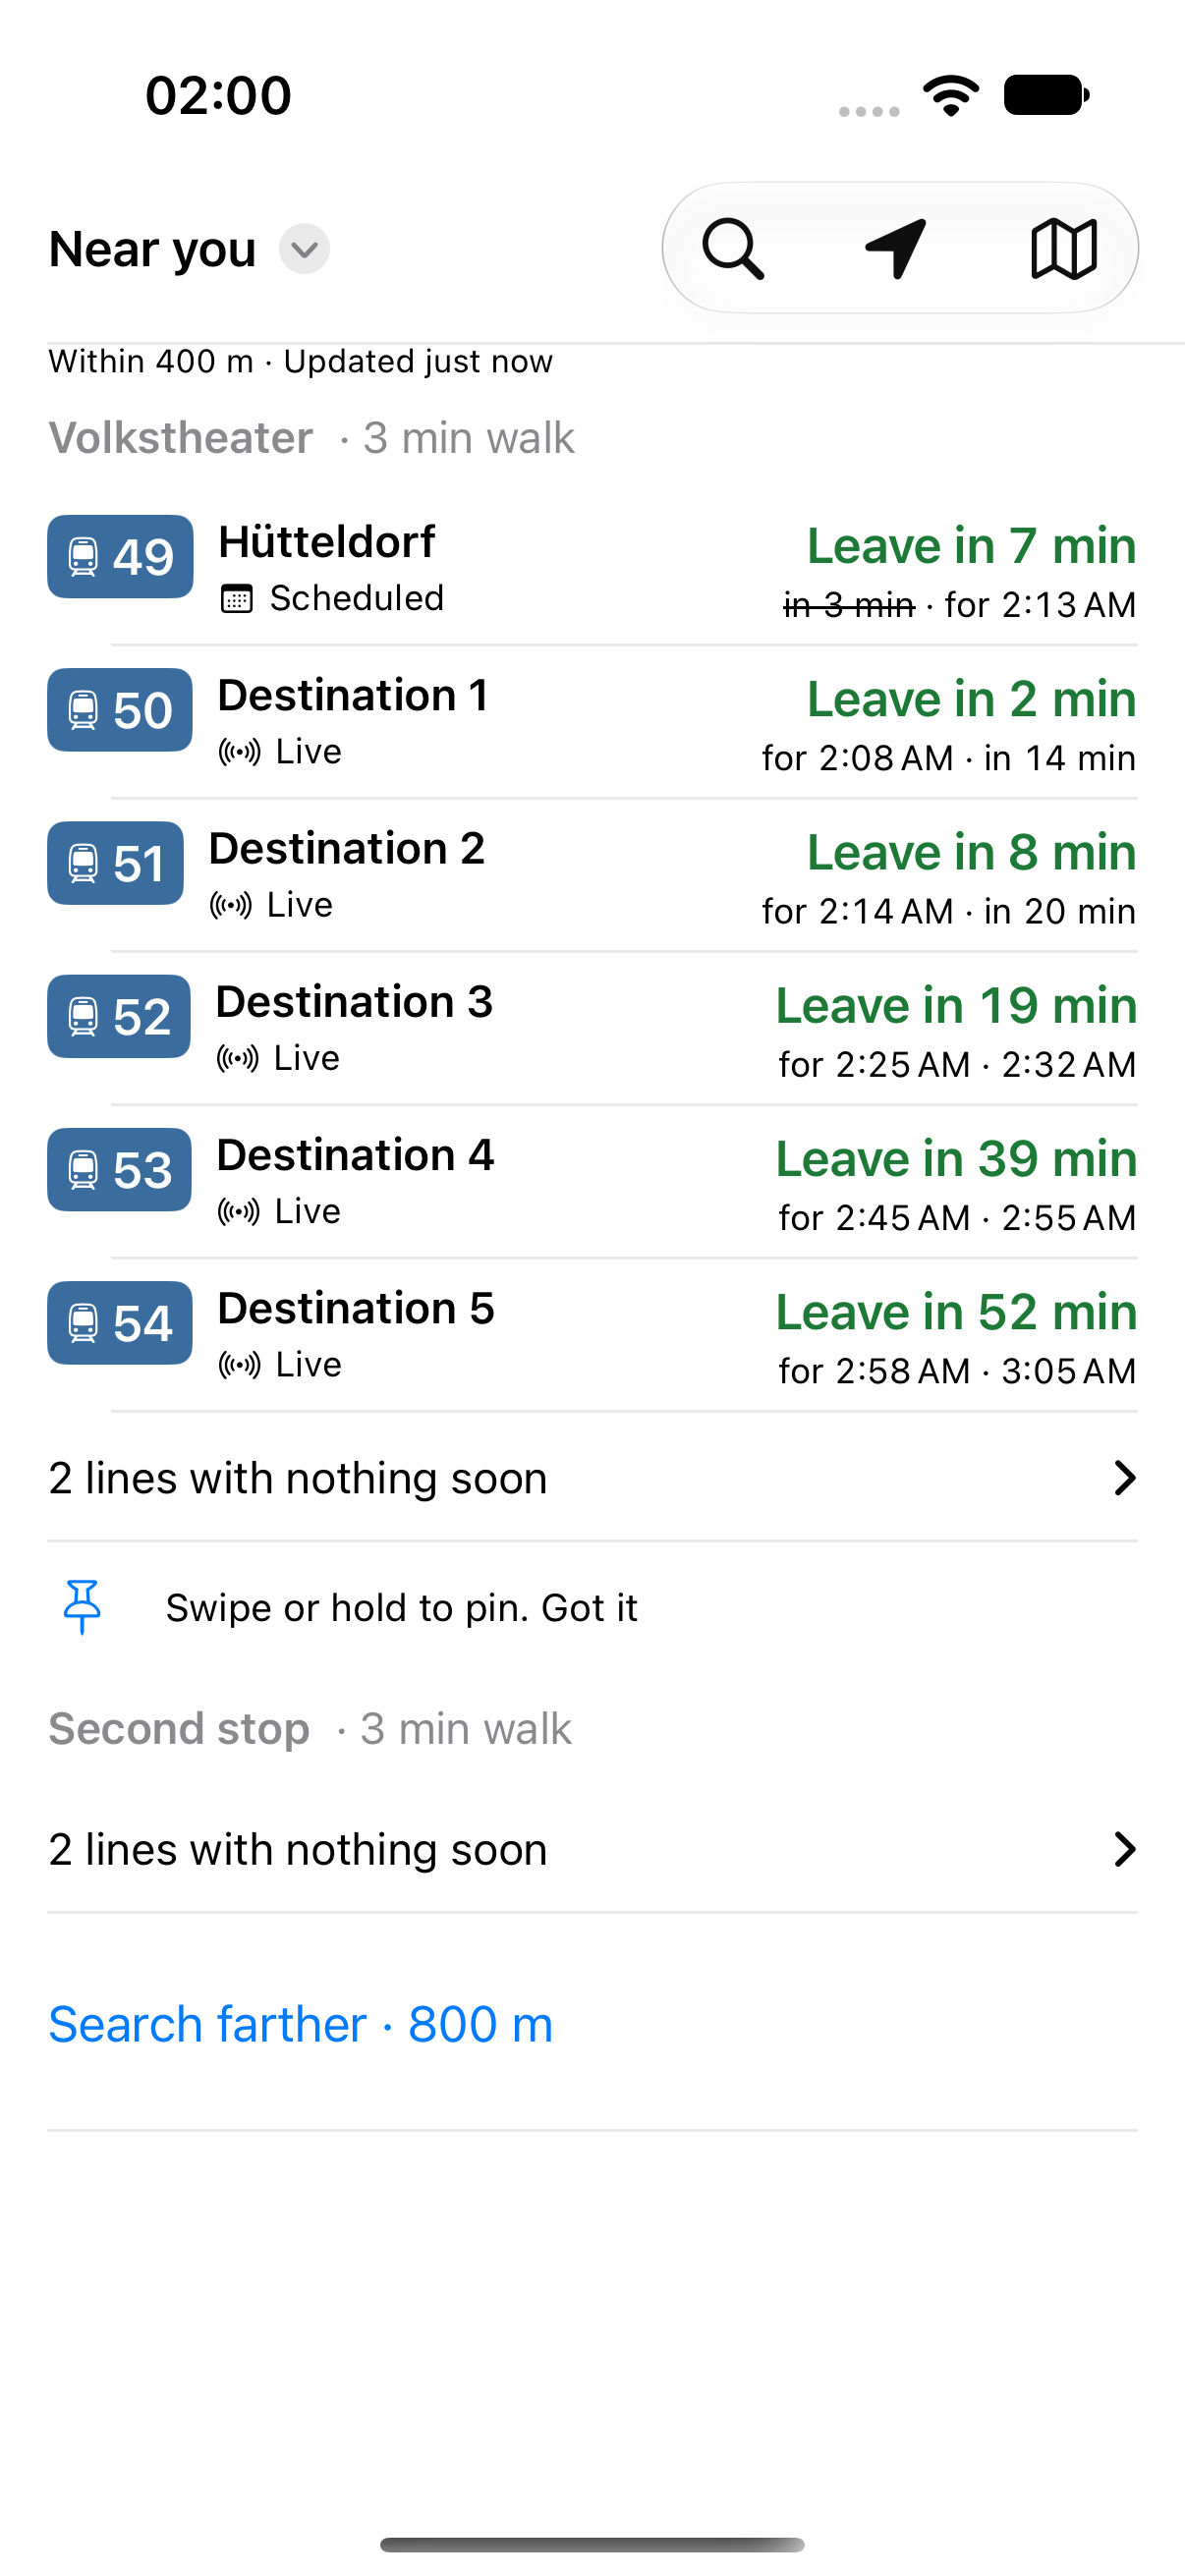 02:00
Near you
Within 400 m · Updated just now
Volkstheater · 3 min walk
49 Hütteldorf Leave in 7 min
Scheduled in 3 min · for 2:13 AM
50 Destination 1 Leave in 2 min
Live for 2:08 AM · in 14 min
51 Destination 2 Leave in 8 min
Live for 2:14 AM · in 20 min
52 Destination 3 Leave in 19 min
Live for 2:25 AM · 2:32 AM
53 Destination 4 Leave in 39 min
Live for 2:45 AM · 2:55 AM
54 Destination 5 Leave in 52 min
Live for 2:58 AM · 3:05 AM
2 lines with nothing soon
Swipe or hold to pin. Got it
Second stop · 3 min walk
2 lines with nothing soon
Search farther · 800 m